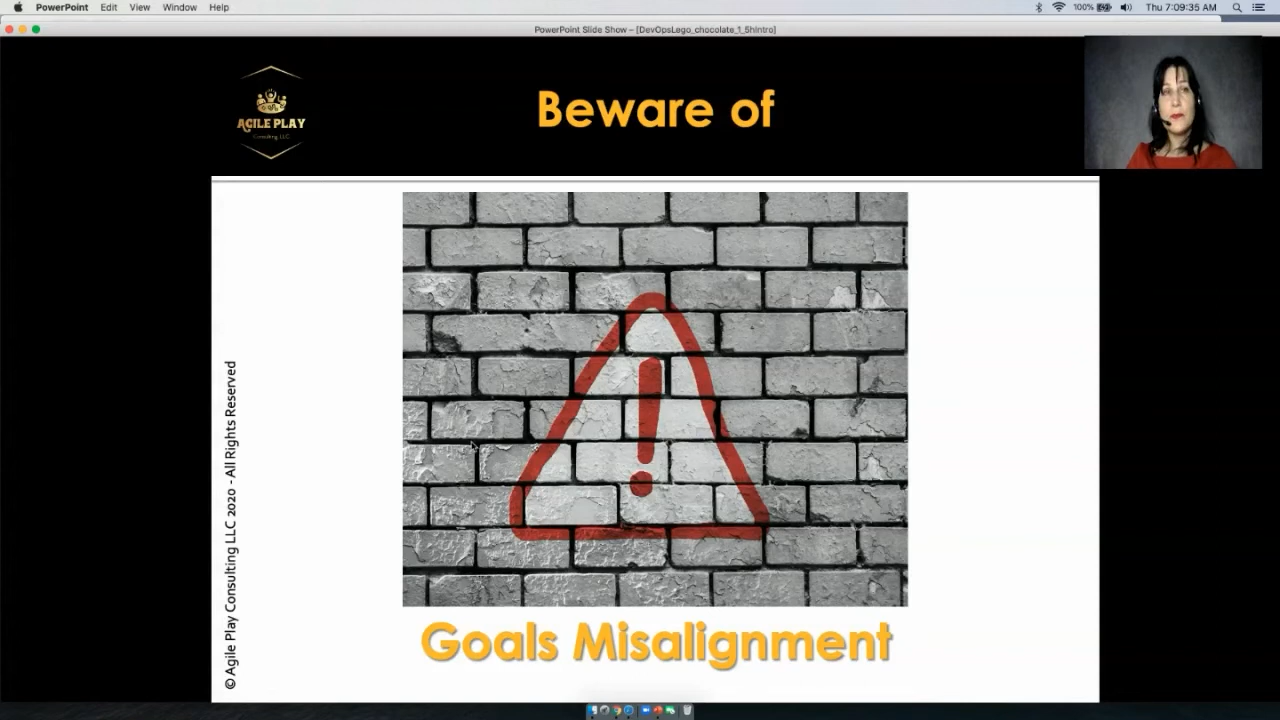 PowerPoint Edit View Window Help
100% Thu 7:09:35 AM
PowerPoint Slide Show – [DevOpsLego_chocolate_1_5hIntro]
AGILE PLAY
Consulting LLC
Beware of
© Agile Play Consulting LLC 2020 - All Rights Reserved
Goals Misalignment